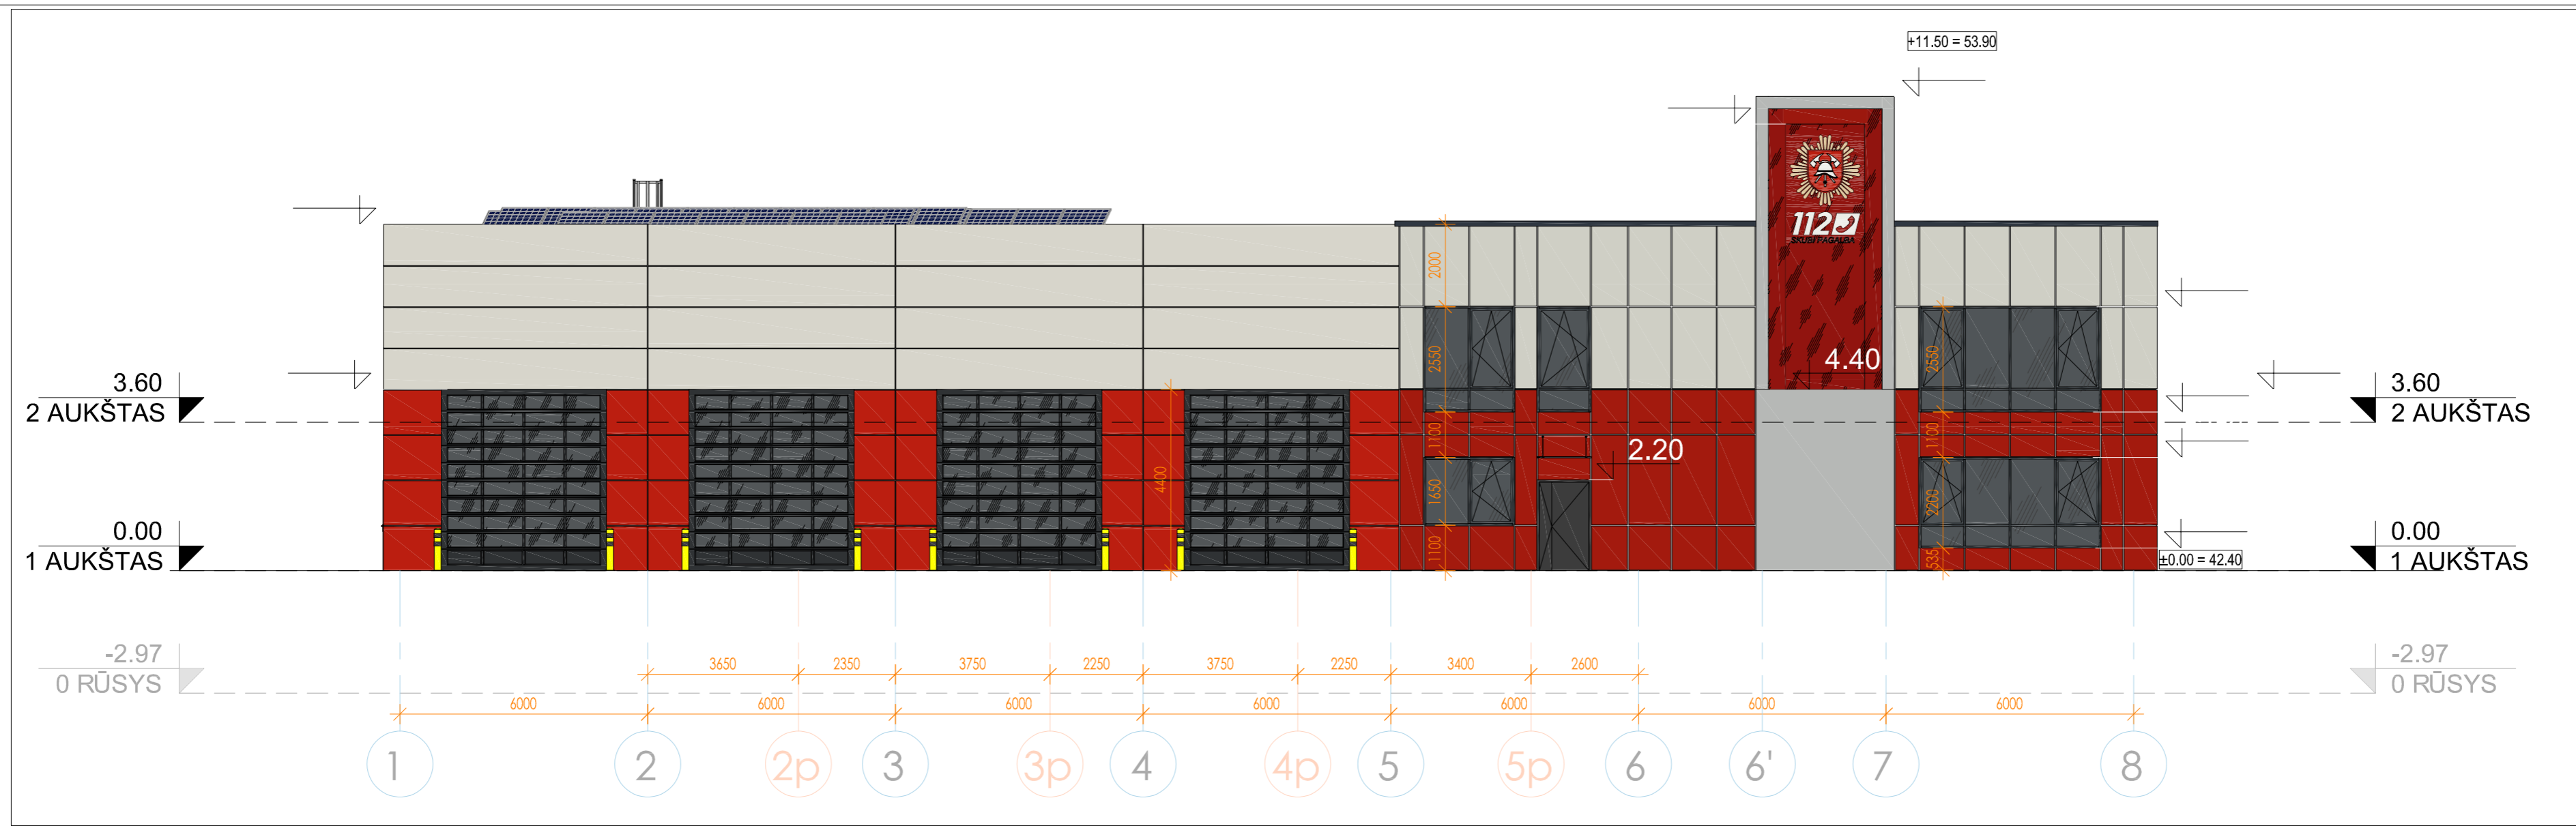 +11.50 = 53.90
112
SKUBI PAGALBA
2000
2550
2550
4.40
3.60
2 AUKŠTAS
3.60
2 AUKŠTAS
1100
1100
2.20
4400
1650
2200
0.00
1 AUKŠTAS
1100
535
±0.00 = 42.40
0.00
1 AUKŠTAS
-2.97
0 RŪSYS
-2.97
0 RŪSYS
3650 2350 3750 2250 3750 2250 3400 2600
6000 6000 6000 6000 6000 6000 6000
1 2 2p 3 3p 4 4p 5 5p 6 6' 7 8